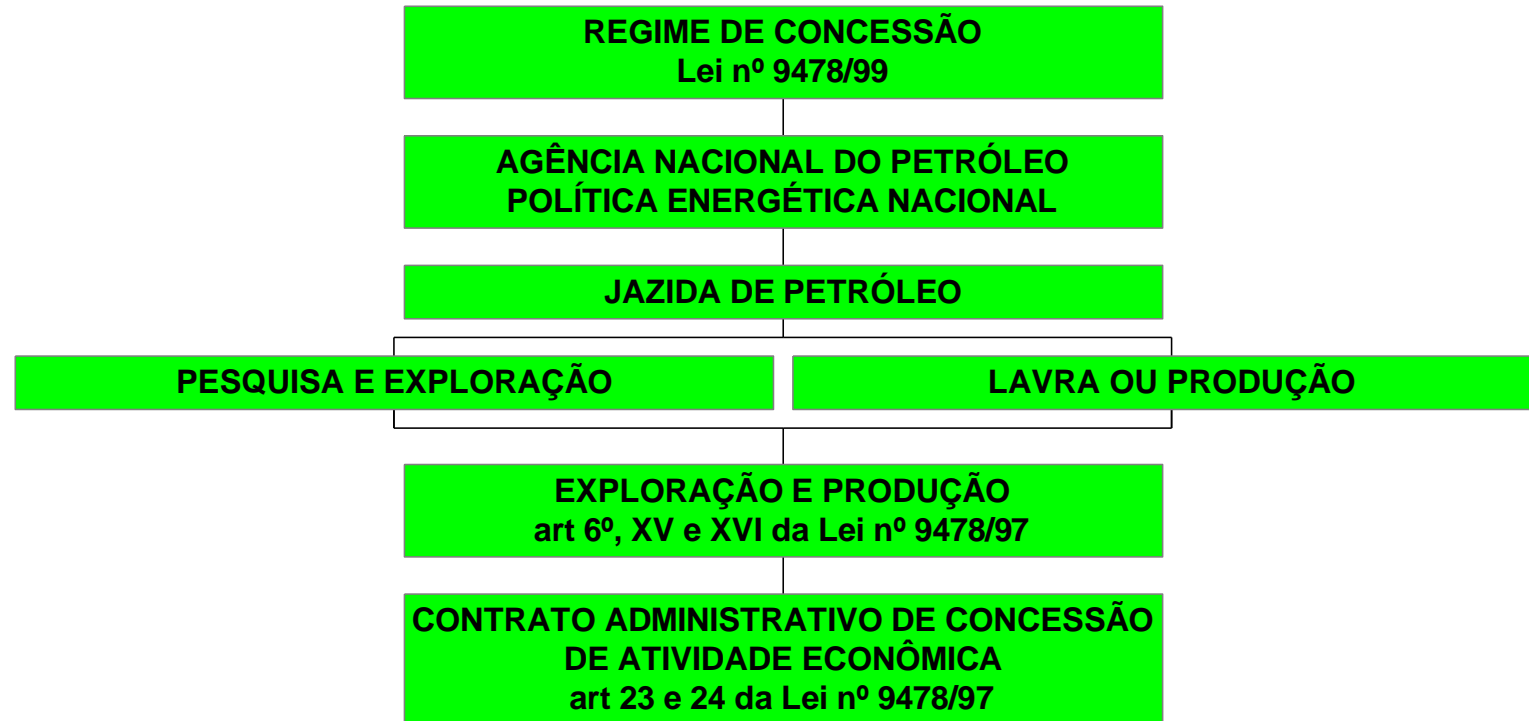 REGIME DE CONCESSÃO
Lei nº 9478/99
AGÊNCIA NACIONAL DO PETRÓLEO
POLÍTICA ENERGÉTICA NACIONAL
JAZIDA DE PETRÓLEO
PESQUISA E EXPLORAÇÃO
LAVRA OU PRODUÇÃO
EXPLORAÇÃO E PRODUÇÃO
art 6º, XV e XVI da Lei nº 9478/97
CONTRATO ADMINISTRATIVO DE CONCESSÃO
DE ATIVIDADE ECONÔMICA
art 23 e 24 da Lei nº 9478/97